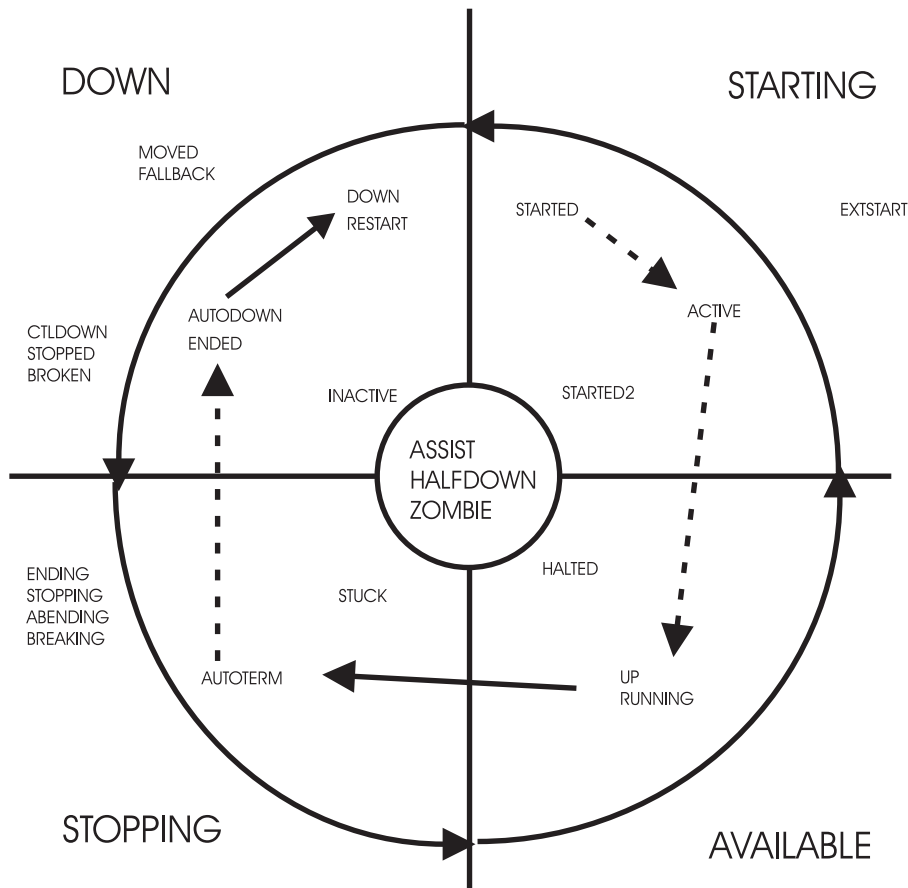 DOWN
STARTING
MOVED
FALLBACK
DOWN
RESTART
STARTED
EXTSTART
AUTODOWN
ENDED
ACTIVE
CTLDOWN
STOPPED
BROKEN
INACTIVE
STARTED2
ASSIST
HALFDOWN
ZOMBIE
ENDING
STOPPING
ABENDING
BREAKING
STUCK
HALTED
AUTOTERM
UP
RUNNING
STOPPING
AVAILABLE